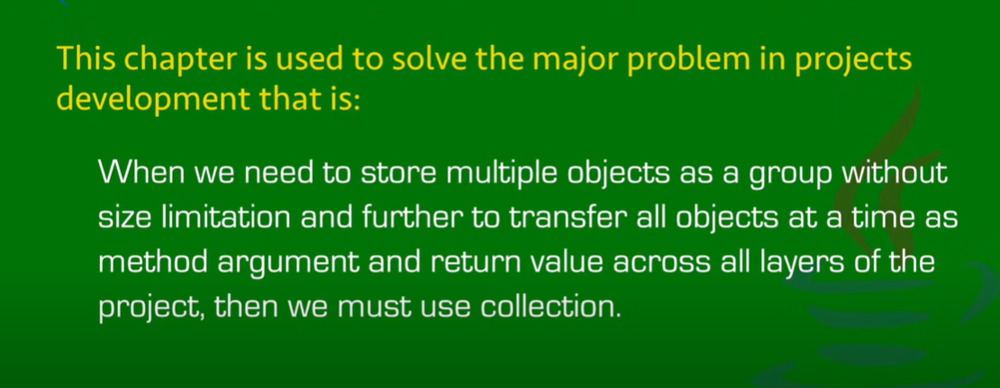 This chapter is used to solve the major problem in projects
development that is:
When we need to store multiple objects as a group without
size limitation and further to transfer all objects at a time as
method argument and return value across all layers of the
project, then we must use collection.